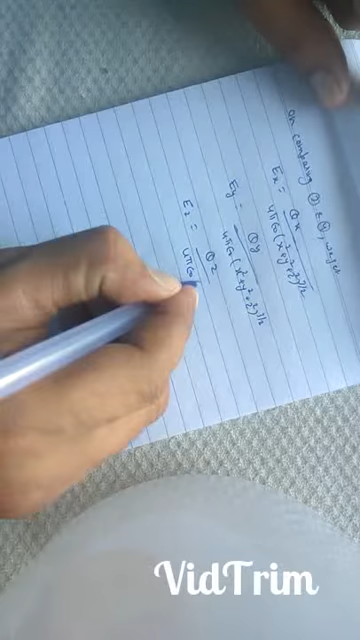 On comparing ② & ④, we get
Ex = Qx / 4πε₀(x²+y²+z²)^3/2
Ey = Qy / 4πε₀(x²+y²+z²)^3/2
Ez = Qz / 4πε₀
VidTrim